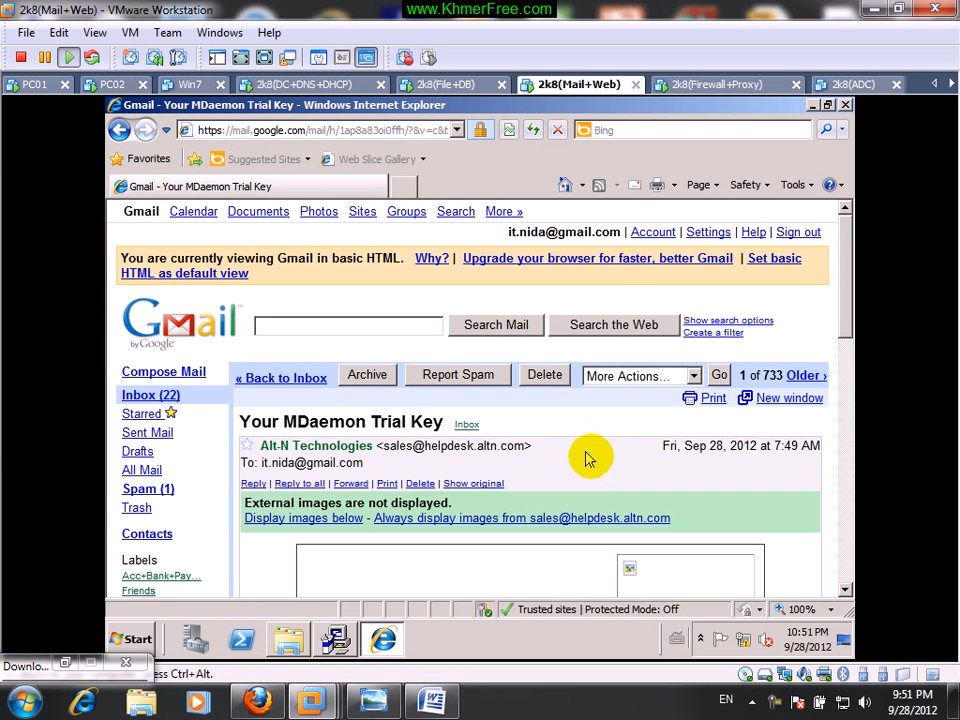 2k8(Mail+Web) - VMware Workstation
www.KhmerFree.com
File Edit View VM Team Windows Help
PC01 PC02 Win7 2k8(DC+DNS+DHCP) 2k8(File+DB) 2k8(Mail+Web) 2k8(Firewall+Proxy) 2k8(ADC)
Gmail - Your MDaemon Trial Key - Windows Internet Explorer
https://mail.google.com/mail/h/1ap8a83oi0ffh/?&v=c&t Bing
Favorites Suggested Sites Web Slice Gallery
Gmail - Your MDaemon Trial Key Page Safety Tools
Gmail Calendar Documents Photos Sites Groups Search More »
it.nida@gmail.com | Account | Settings | Help | Sign out
You are currently viewing Gmail in basic HTML. Why? | Upgrade your browser for faster, better Gmail | Set basic
HTML as default view
Gmail™
by Google
Search Mail Search the Web
Show search options
Create a filter
Compose Mail
« Back to Inbox Archive Report Spam Delete More Actions... Go 1 of 733 Older ›
Inbox (22)
Print New window
Starred
Sent Mail
Drafts
All Mail
Spam (1)
Trash
Contacts
Labels
Acc+Bank+Pay...
Friends
Your MDaemon Trial Key Inbox
Alt-N Technologies <sales@helpdesk.altn.com> Fri, Sep 28, 2012 at 7:49 AM
To: it.nida@gmail.com
Reply | Reply to all | Forward | Print | Delete | Show original
External images are not displayed.
Display images below - Always display images from sales@helpdesk.altn.com
Trusted sites | Protected Mode: Off 100%
Start 10:51 PM
9/28/2012
Downlo... ss Ctrl+Alt.
EN 9:51 PM
9/28/2012